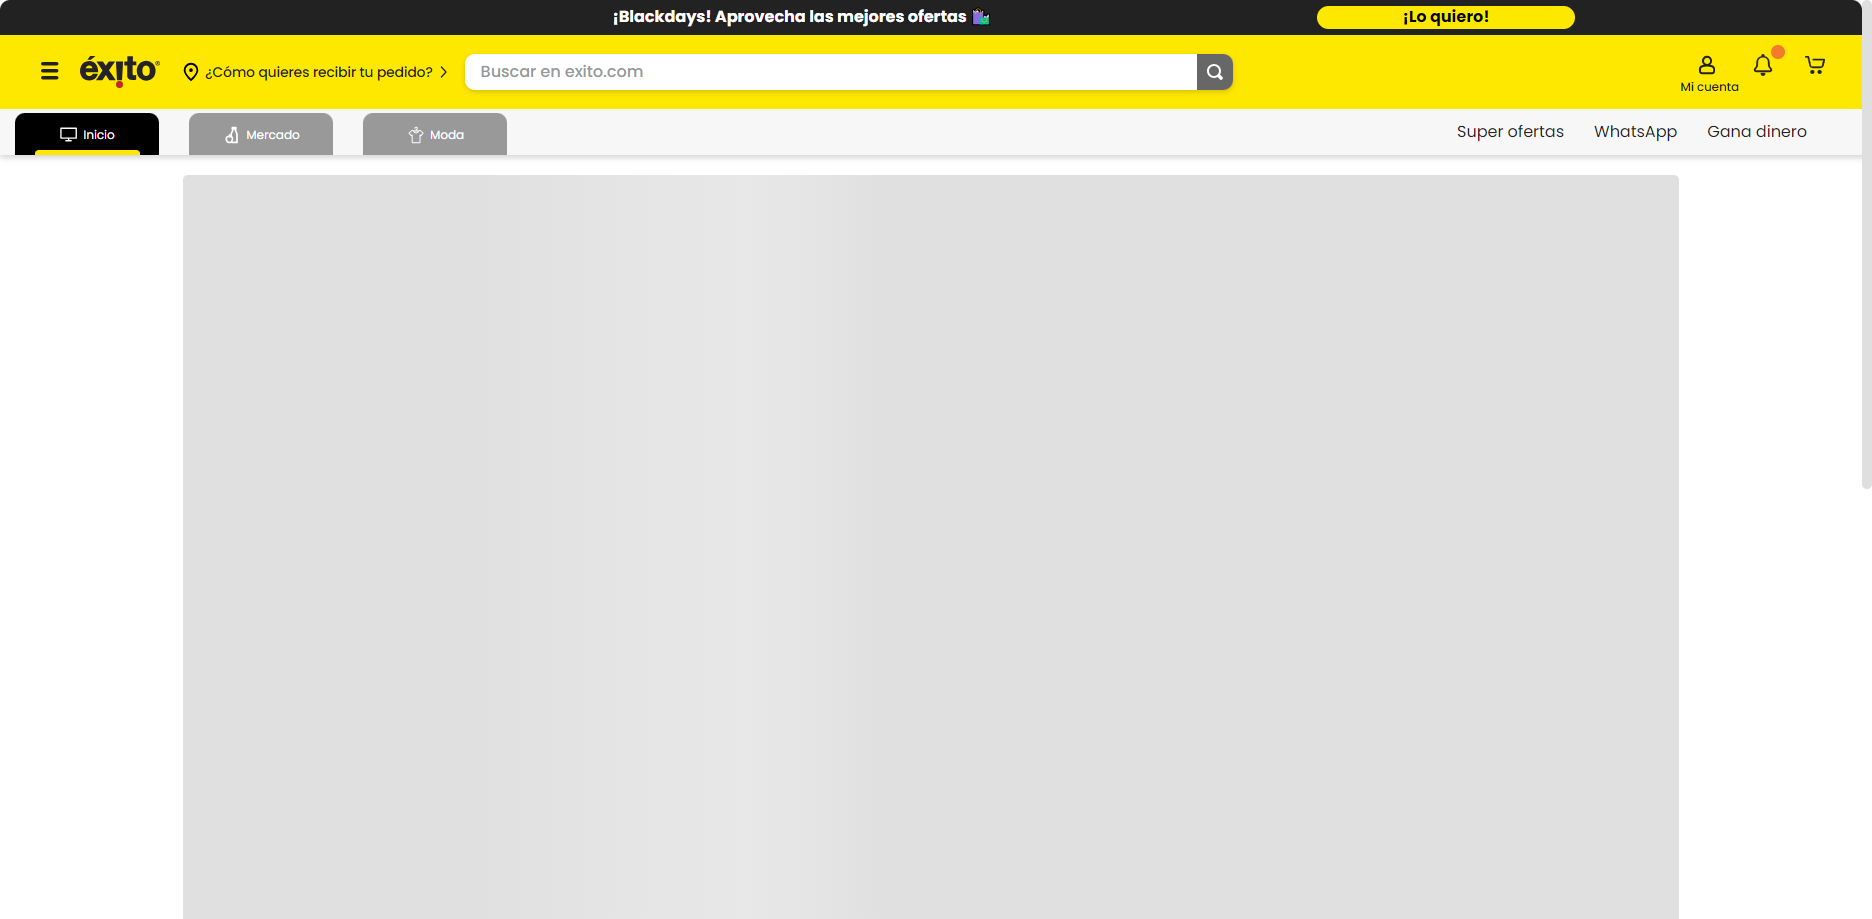 ¡Blackdays! Aprovecha las mejores ofertas
¡Lo quiero!
éxito
¿Cómo quieres recibir tu pedido?
Buscar en exito.com
Mi cuenta
Inicio
Mercado
Moda
Super ofertas
WhatsApp
Gana dinero